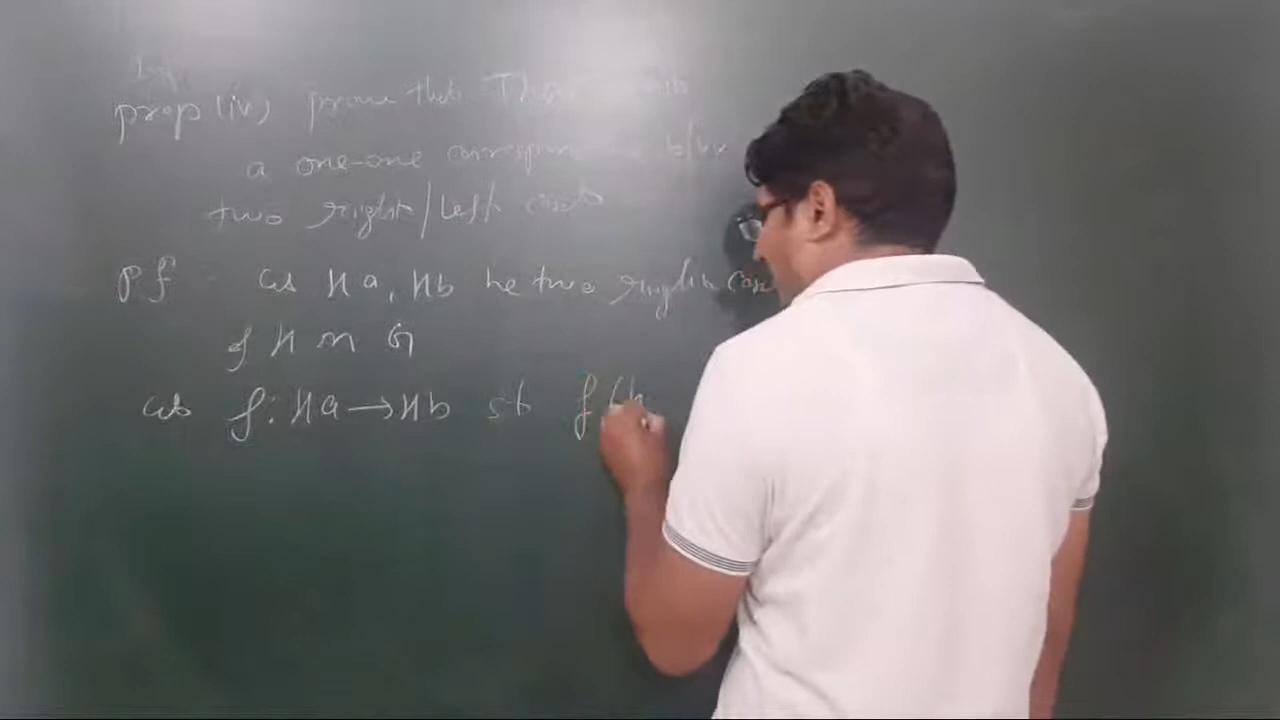 prop (iv) prove that
a one-one b/w
two right/left cosets
pf Let Ha, Hb be two right
of H in G
Let f: Ha → Hb st f(h